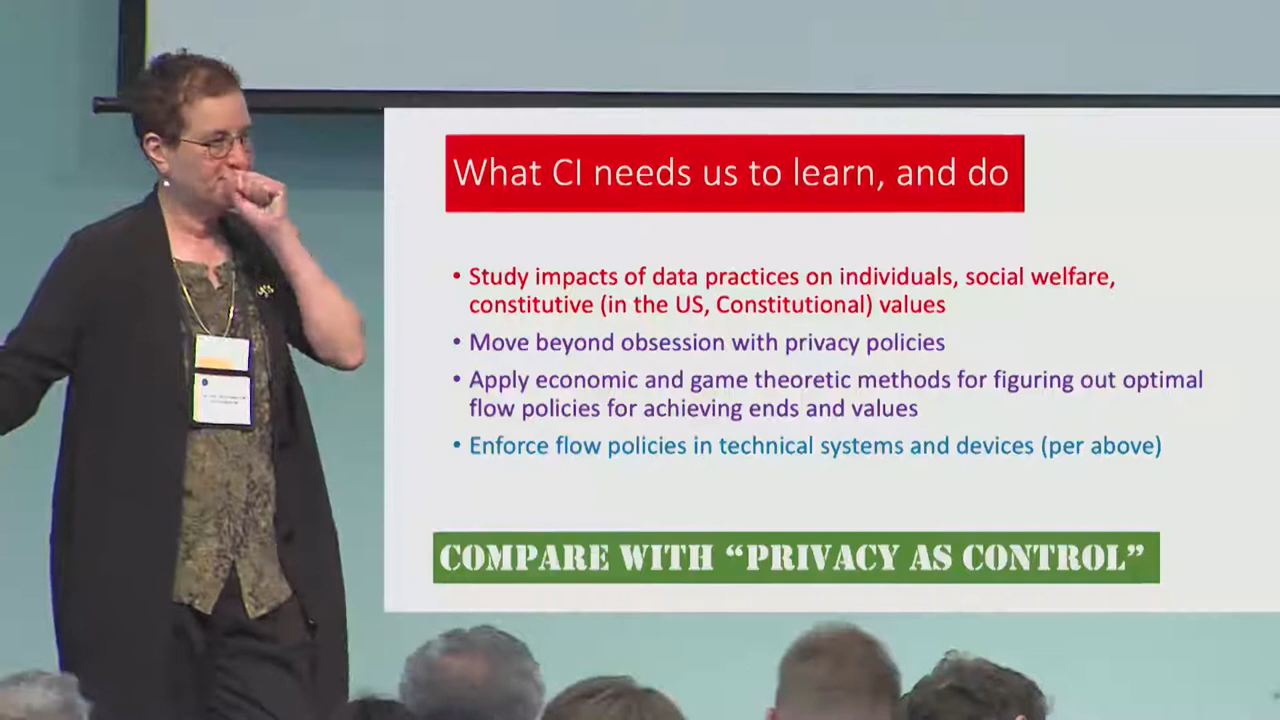 What CI needs us to learn, and do
• Study impacts of data practices on individuals, social welfare,
constitutive (in the US, Constitutional) values
• Move beyond obsession with privacy policies
• Apply economic and game theoretic methods for figuring out optimal
flow policies for achieving ends and values
• Enforce flow policies in technical systems and devices (per above)
COMPARE WITH “PRIVACY AS CONTROL”